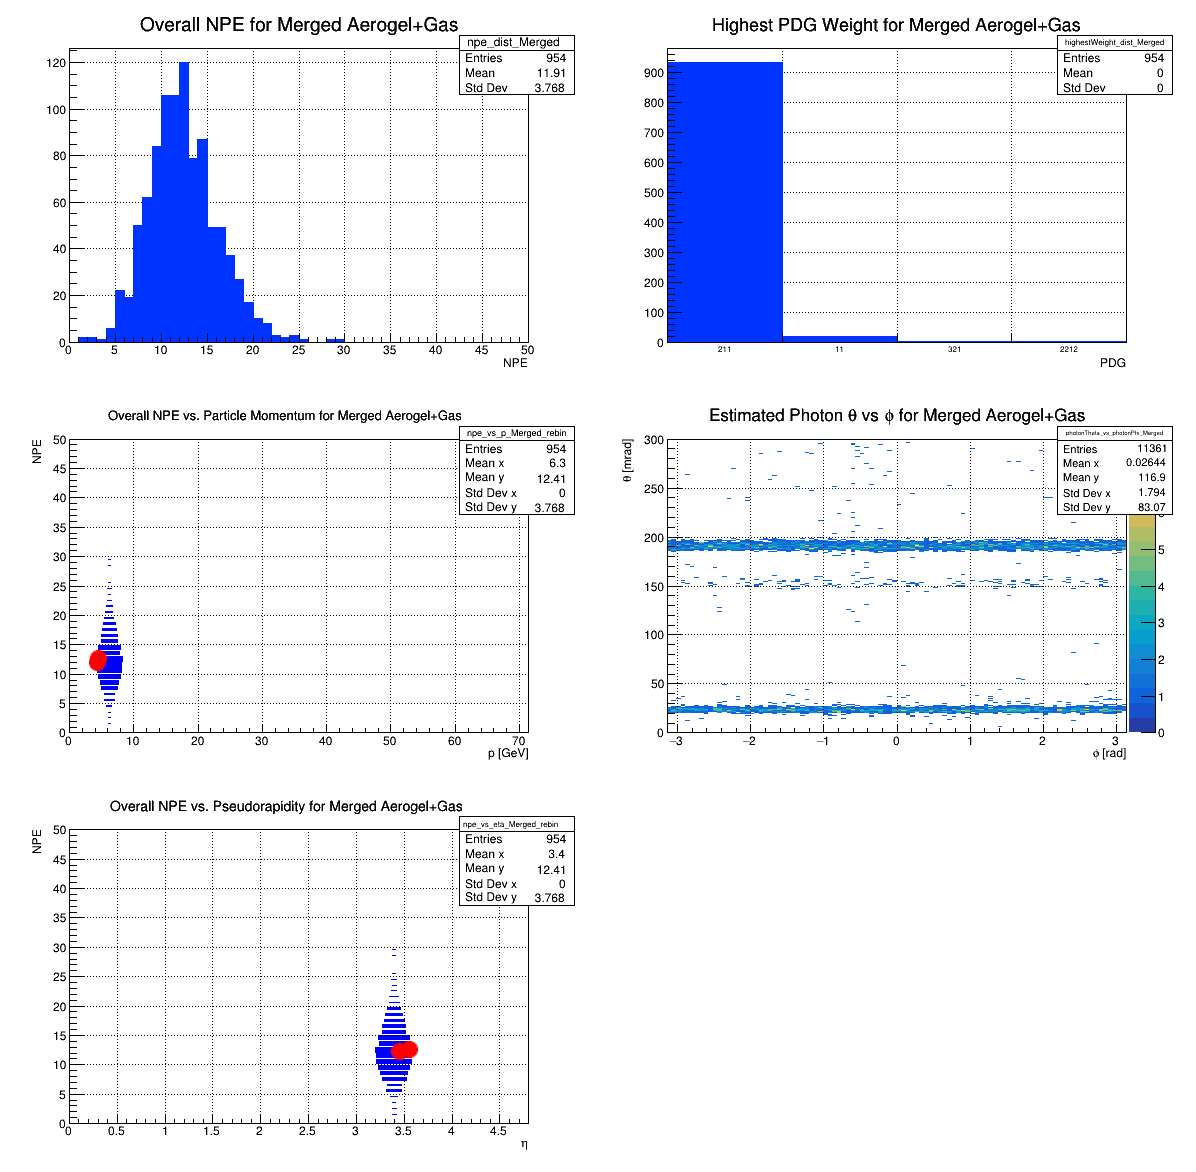 Overall NPE for Merged Aerogel+Gas
npe_dist_Merged
Entries 954
Mean 11.91
Std Dev 3.768
120
100
80
60
40
20
0
0 5 10 15 20 25 30 35 40 45 50
NPE
Highest PDG Weight for Merged Aerogel+Gas
highestWeight_dist_Merged
Entries 954
Mean 0
Std Dev 0
900
800
700
600
500
400
300
200
100
0
211 11 321 2212
PDG
Overall NPE vs. Particle Momentum for Merged Aerogel+Gas
npe_vs_p_Merged_rebin
Entries 954
Mean x 6.3
Mean y 12.41
Std Dev x 0
Std Dev y 3.768
NPE
50
45
40
35
30
25
20
15
10
5
0
0 10 20 30 40 50 60 70
p [GeV]
Estimated Photon θ vs ϕ for Merged Aerogel+Gas
photonTheta_vs_photonPhi_Merged
Entries 11361
Mean x 0.02644
Mean y 116.9
Std Dev x 1.794
Std Dev y 83.07
θ [mrad]
300
250
200
150
100
50
0
−3 −2 −1 0 1 2 3
ϕ [rad]
5
4
3
2
1
0
Overall NPE vs. Pseudorapidity for Merged Aerogel+Gas
npe_vs_eta_Merged_rebin
Entries 954
Mean x 3.4
Mean y 12.41
Std Dev x 0
Std Dev y 3.768
NPE
50
45
40
35
30
25
20
15
10
5
0
0 0.5 1 1.5 2 2.5 3 3.5 4 4.5
η